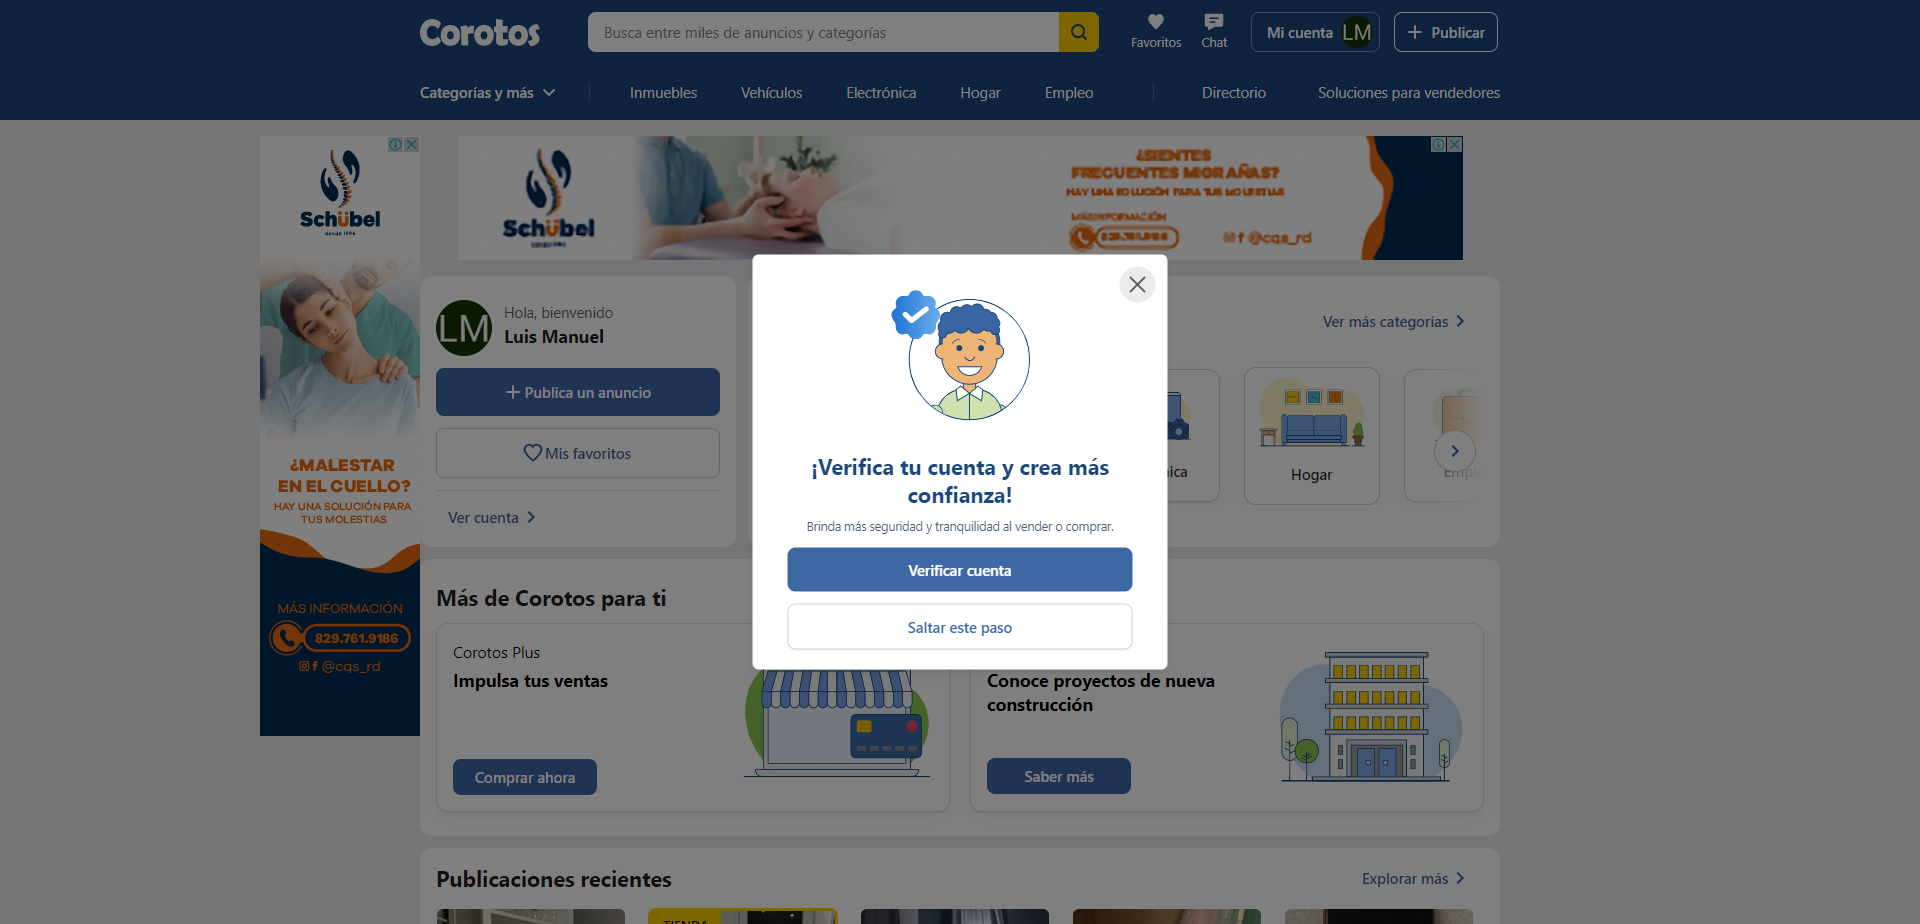 Corotos
Busca entre miles de anuncios y categorías
Favoritos
Chat
Mi cuenta
LM
Publicar
Categorías y más
Inmuebles
Vehículos
Electrónica
Hogar
Empleo
Directorio
Soluciones para vendedores
Schübel
desde 1996
¿MALESTAR
EN EL CUELLO?
HAY UNA SOLUCIÓN PARA
TUS MOLESTIAS
MÁS INFORMACIÓN
829.761.9186
@cqs_rd
Schübel
¿SIENTES
FRECUENTES MIGRAÑAS?
HAY UNA SOLUCIÓN PARA TUS MOLESTIAS
MÁS INFORMACIÓN
829.761.9186
@cqs_rd
LM
Hola, bienvenido
Luis Manuel
Publica un anuncio
Mis favoritos
Ver cuenta
Ver más categorías
ica
Hogar
Emple
¡Verifica tu cuenta y crea más
confianza!
Brinda más seguridad y tranquilidad al vender o comprar.
Verificar cuenta
Saltar este paso
Más de Corotos para ti
Corotos Plus
Impulsa tus ventas
Comprar ahora
Conoce proyectos de nueva
construcción
Saber más
Publicaciones recientes
Explorar más
TIENDA